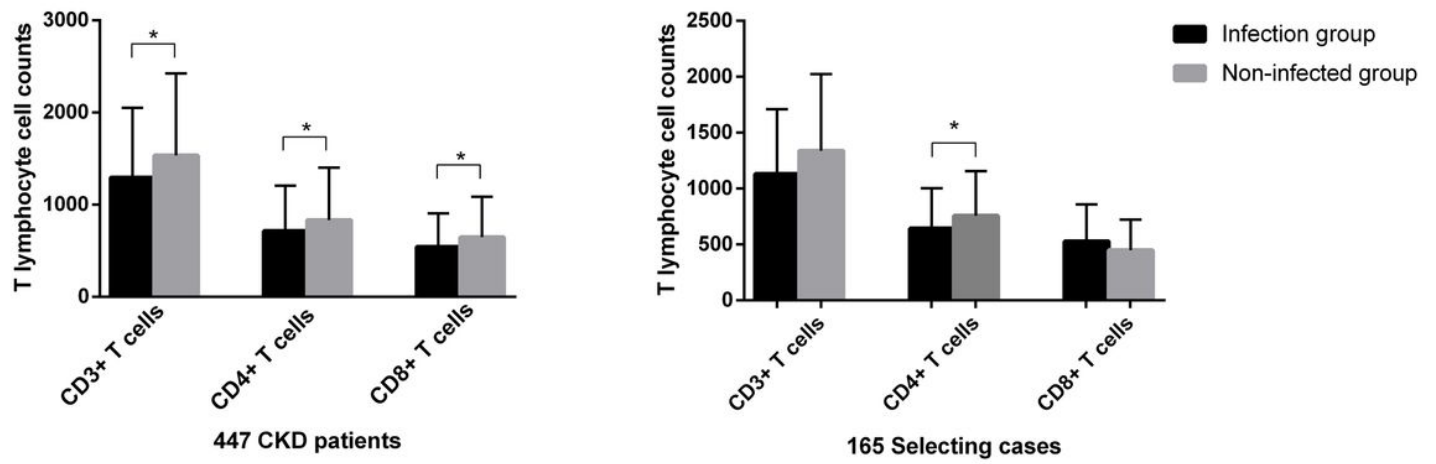 T lymphocyte cell counts
3000
2000
1000
0
*
*
*
CD3+ T cells
CD4+ T cells
CD8+ T cells
447 CKD patients
T lymphocyte cell counts
2500
2000
1500
1000
500
0
*
CD3+ T cells
CD4+ T cells
CD8+ T cells
165 Selecting cases
Infection group
Non-infected group